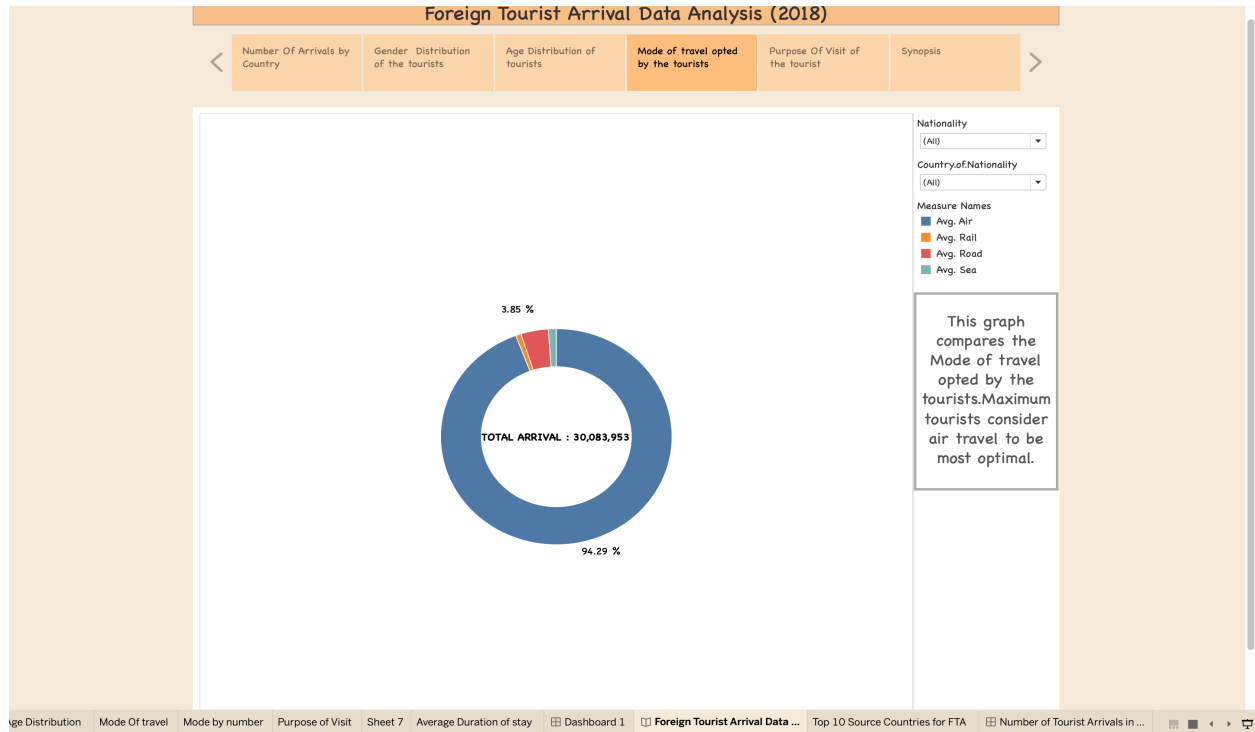 Foreign Tourist Arrival Data Analysis (2018)
Number Of Arrivals by
Country
Gender Distribution
of the tourists
Age Distribution of
tourists
Mode of travel opted
by the tourists
Purpose Of Visit of
the tourist
Synopsis
Nationality
(All)
Country.of.Nationality
(All)
Measure Names
Avg. Air
Avg. Rail
Avg. Road
Avg. Sea
This graph
compares the
Mode of travel
opted by the
tourists.Maximum
tourists consider
air travel to be
most optimal.
3.85 %
TOTAL ARRIVAL : 30,083,953
94.29 %
Age Distribution
Mode Of travel
Mode by number
Purpose of Visit
Sheet 7
Average Duration of stay
Dashboard 1
Foreign Tourist Arrival Data ...
Top 10 Source Countries for FTA
Number of Tourist Arrivals in ...